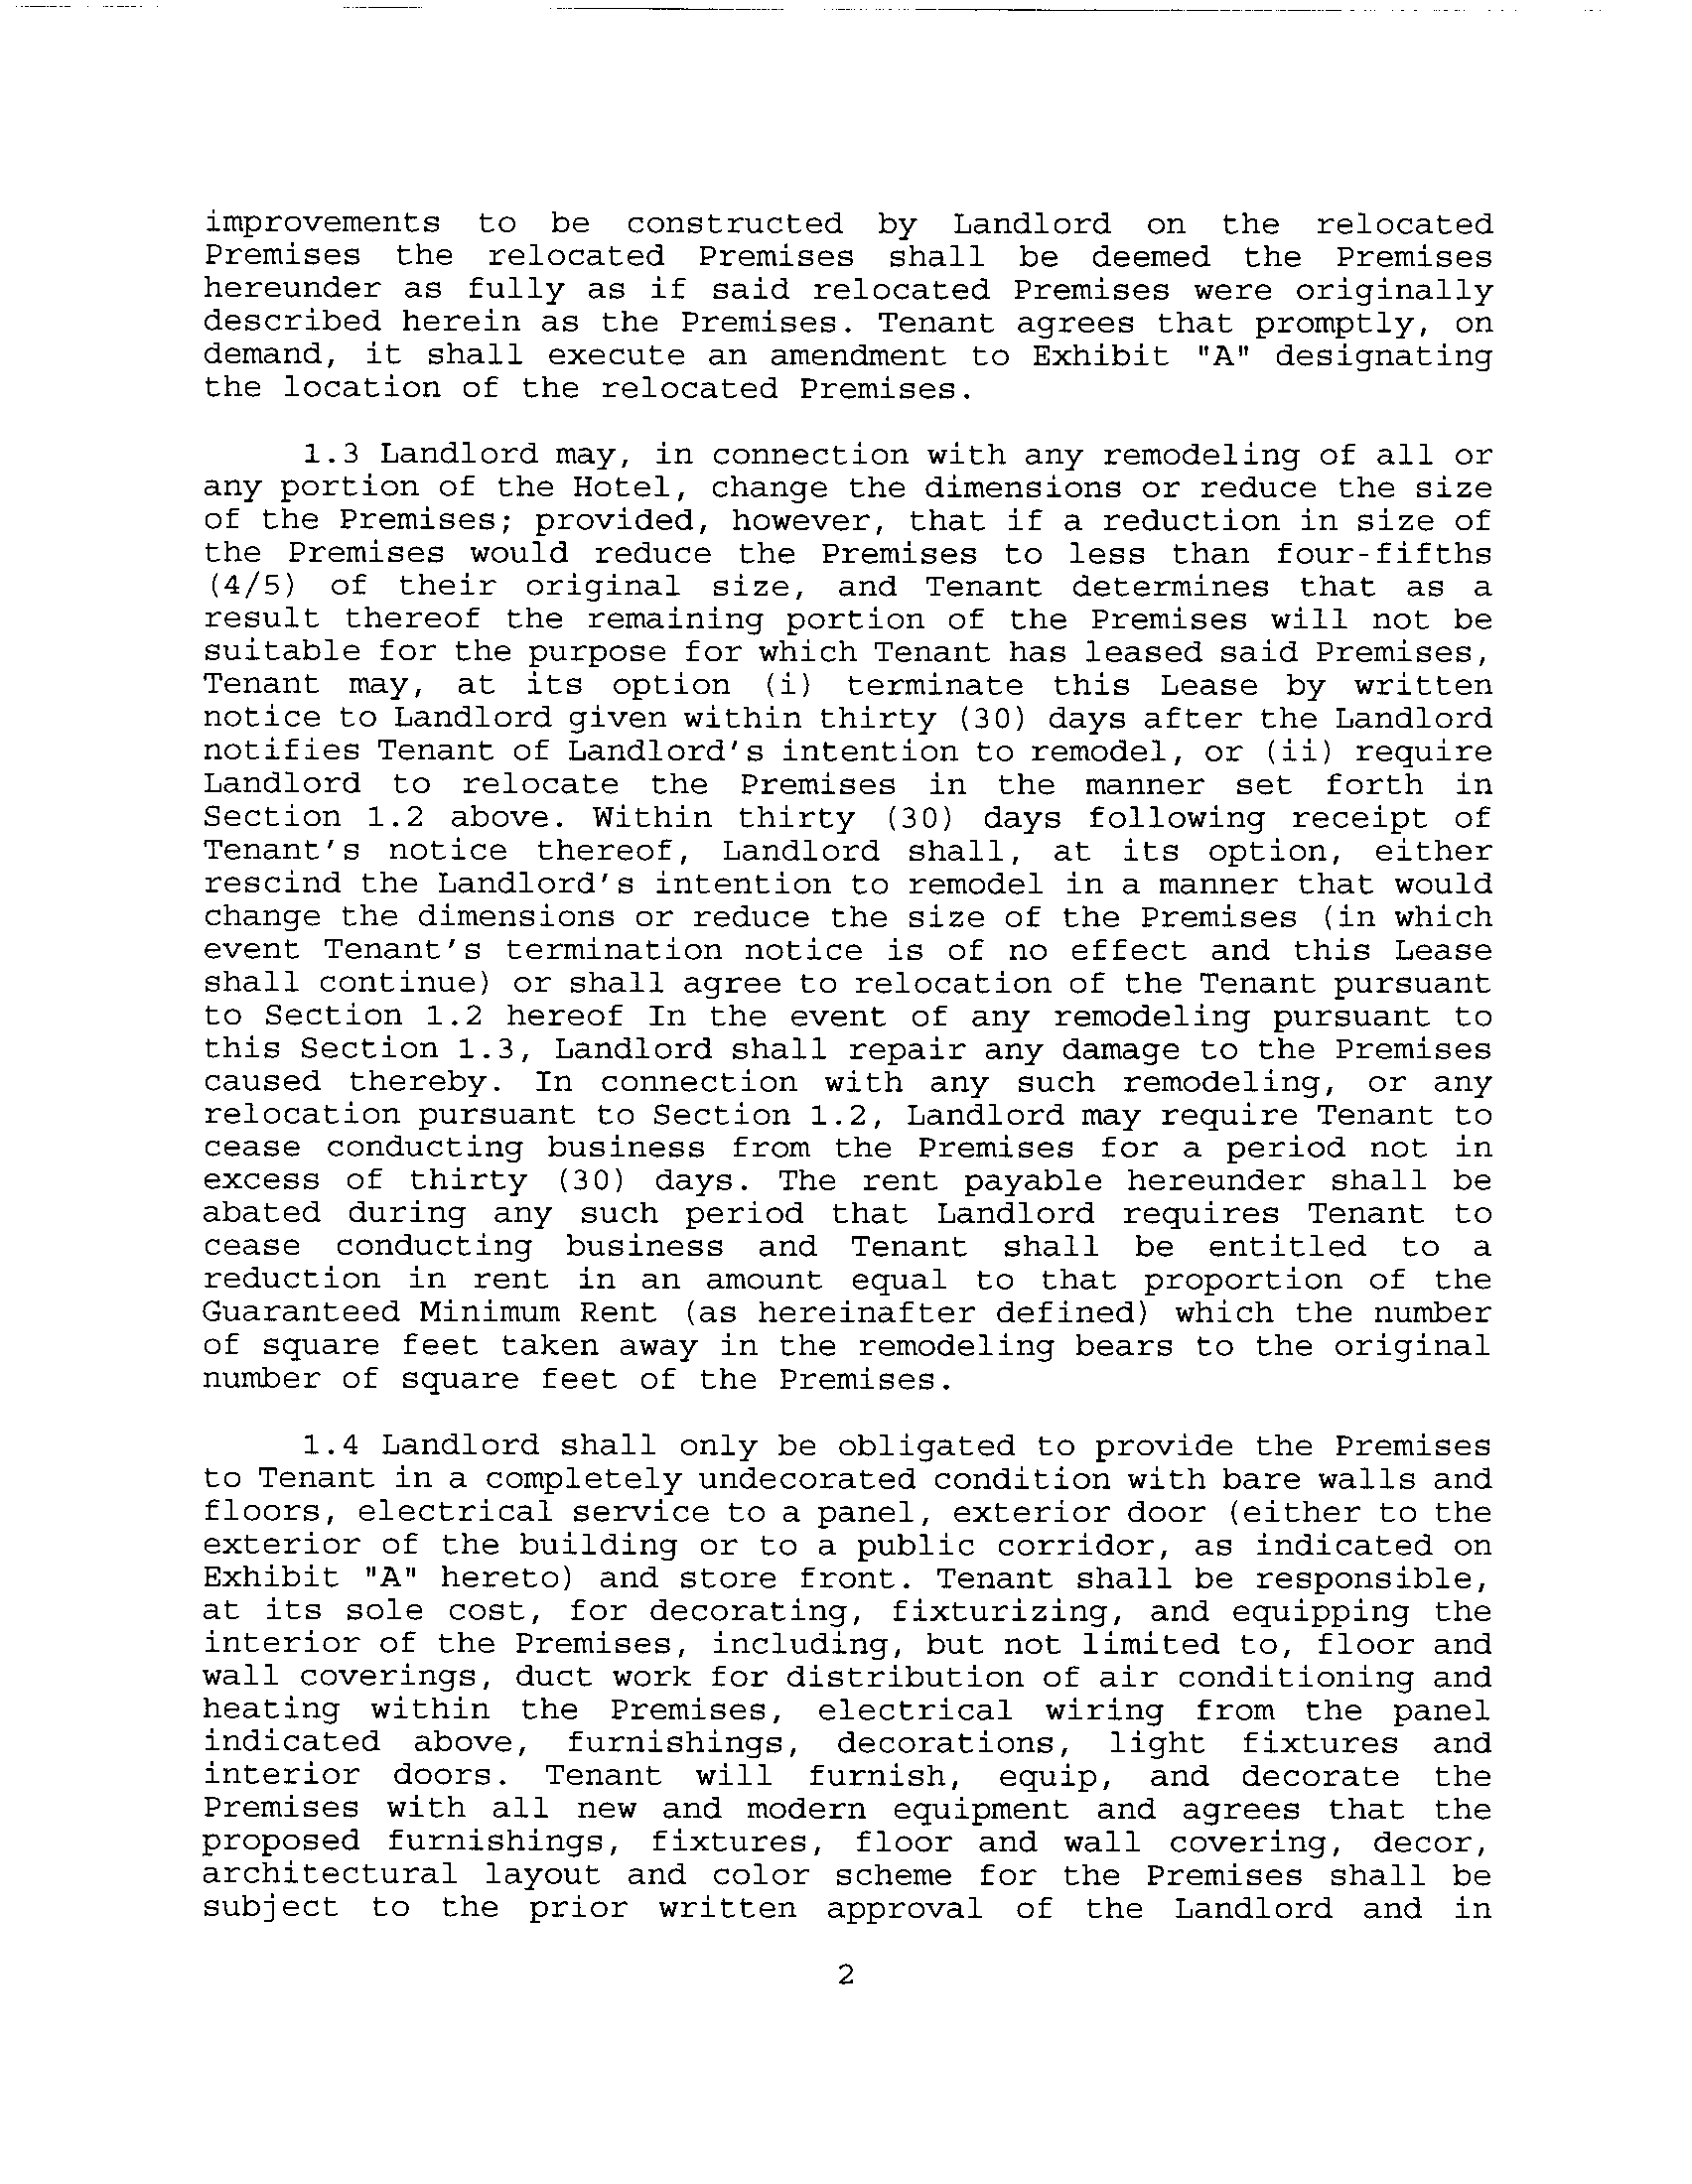 improvements to be constructed by Landlord on the relocated
Premises the relocated Premises shall be deemed the Premises
hereunder as fully as if said relocated Premises were originally
described herein as the Premises. Tenant agrees that promptly, on
demand, it shall execute an amendment to Exhibit "A" designating
the location of the relocated Premises.
1.3 Landlord may, in connection with any remodeling of all or
any portion of the Hotel, change the dimensions or reduce the size
of the Premises; provided, however, that if a reduction in size of
the Premises would reduce the Premises to less than four-fifths
(4/5) of their original size, and Tenant determines that as a
result thereof the remaining portion of the Premises will not be
suitable for the purpose for which Tenant has leased said Premises,
Tenant may, at its option (i) terminate this Lease by written
notice to Landlord given within thirty (30) days after the Landlord
notifies Tenant of Landlord's intention to remodel, or (ii) require
Landlord to relocate the Premises in the manner set forth in
Section 1.2 above. Within thirty (30) days following receipt of
Tenant's notice thereof, Landlord shall, at its option, either
rescind the Landlord's intention to remodel in a manner that would
change the dimensions or reduce the size of the Premises (in which
event Tenant's termination notice is of no effect and this Lease
shall continue) or shall agree to relocation of the Tenant pursuant
to Section 1.2 hereof In the event of any remodeling pursuant to
this Section 1.3, Landlord shall repair any damage to the Premises
caused thereby. In connection with any such remodeling, or any
relocation pursuant to Section 1.2, Landlord may require Tenant to
cease conducting business from the Premises for a period not in
excess of thirty (30) days. The rent payable hereunder shall be
abated during any such period that Landlord requires Tenant to
cease conducting business and Tenant shall be entitled to a
reduction in rent in an amount equal to that proportion of the
Guaranteed Minimum Rent (as hereinafter defined) which the number
of square feet taken away in the remodeling bears to the original
number of square feet of the Premises.
1.4 Landlord shall only be obligated to provide the Premises
to Tenant in a completely undecorated condition with bare walls and
floors, electrical service to a panel, exterior door (either to the
exterior of the building or to a public corridor, as indicated on
Exhibit "A" hereto) and store front. Tenant shall be responsible,
at its sole cost, for decorating, fixturizing, and equipping the
interior of the Premises, including, but not limited to, floor and
wall coverings, duct work for distribution of air conditioning and
heating within the Premises, electrical wiring from the panel
indicated above, furnishings, decorations, light fixtures and
interior doors. Tenant will furnish, equip, and decorate the
Premises with all new and modern equipment and agrees that the
proposed furnishings, fixtures, floor and wall covering, decor,
architectural layout and color scheme for the Premises shall be
subject to the prior written approval of the Landlord and in
2